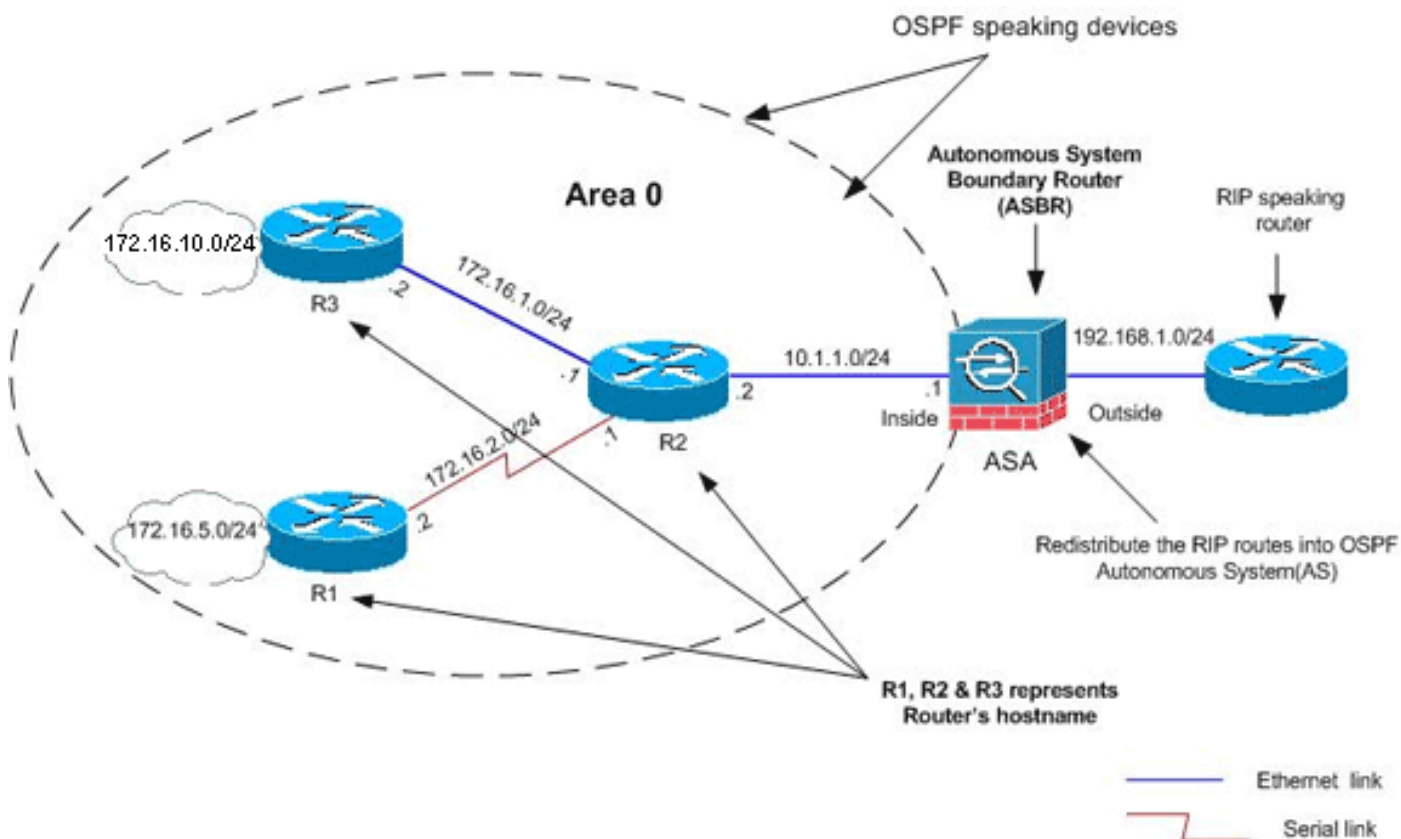 OSPF speaking devices
Autonomous System
Boundary Router
(ASBR)
RIP speaking
router
Area 0
172.16.10.0/24
R3
.2
172.16.1.0/24
.1
R2
.2
10.1.1.0/24
.1
Inside
ASA
192.168.1.0/24
Outside
172.16.2.0/24
.1
.2
172.16.5.0/24
R1
Redistribute the RIP routes into OSPF
Autonomous System(AS)
R1, R2 & R3 represents
Router's hostname
Ethernet link
Serial link